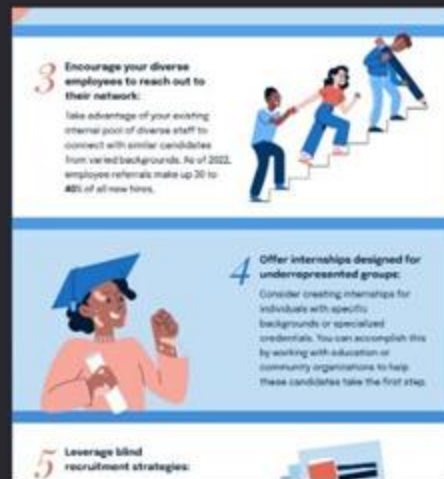 3
Encourage your diverse
employees to reach out to
their network:
Take advantage of your existing
internal pool of diverse staff to
connect with similar candidates
from varied backgrounds. As of 2022,
employee referrals make up 30 to
40% of all new hires.
4
Offer internships designed for
underrepresented groups:
Consider creating internships for
individuals with specific
backgrounds or specialized
credentials. You can accomplish this
by working with education or
community organizations to help
these candidates take the first step.
5
Leverage blind
recruitment strategies: